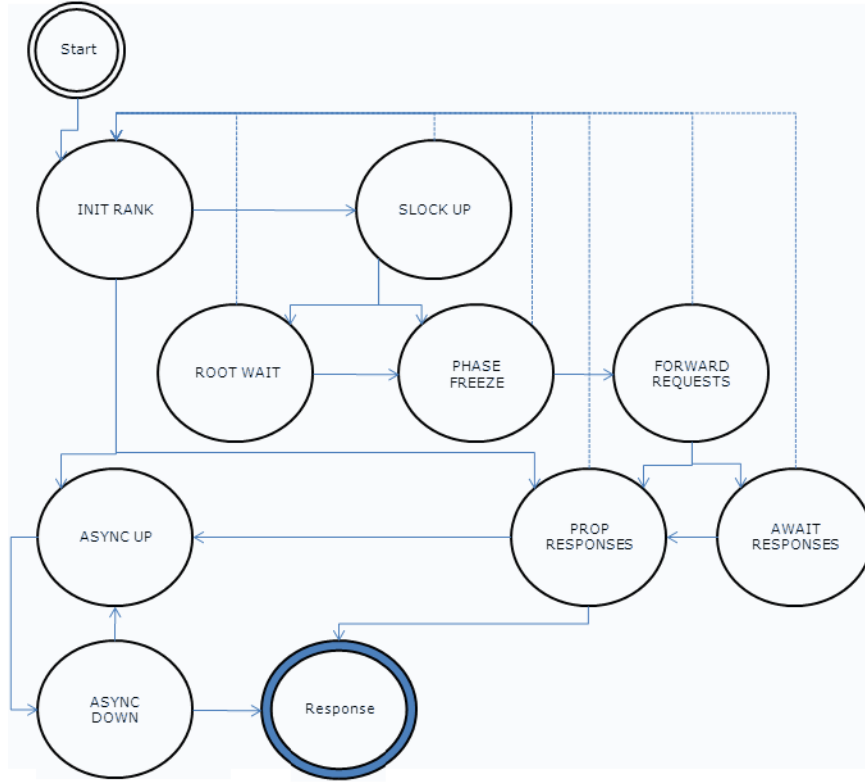 Start
INIT RANK
SLOCK UP
ROOT WAIT
PHASE
FREEZE
FORWARD
REQUESTS
ASYNC UP
PROP
RESPONSES
AWAIT
RESPONSES
ASYNC
DOWN
Response